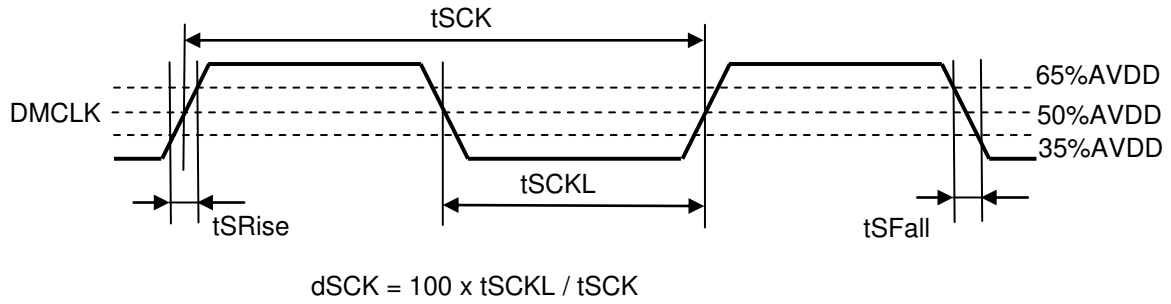 tSCK
65%AVDD
DMCLK
50%AVDD
35%AVDD
tSCKL
tSRise
tSFall
dSCK = 100 x tSCKL / tSCK